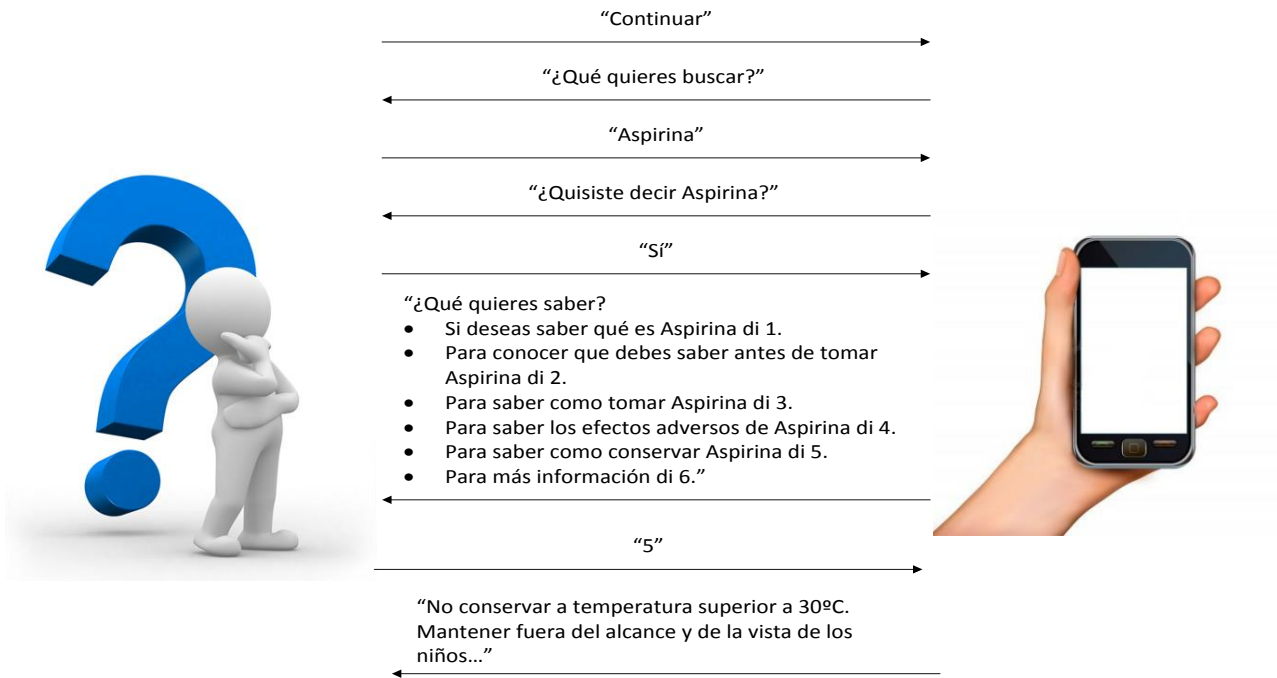 “Continuar”
“¿Qué quieres buscar?”
“Aspirina”
“¿Quisiste decir Aspirina?”
“Sí”
“¿Qué quieres saber?
• Si deseas saber qué es Aspirina di 1.
• Para conocer que debes saber antes de tomar
Aspirina di 2.
• Para saber como tomar Aspirina di 3.
• Para saber los efectos adversos de Aspirina di 4.
• Para saber como conservar Aspirina di 5.
• Para más información di 6.”
“5”
“No conservar a temperatura superior a 30ºC.
Mantener fuera del alcance y de la vista de los
niños...”